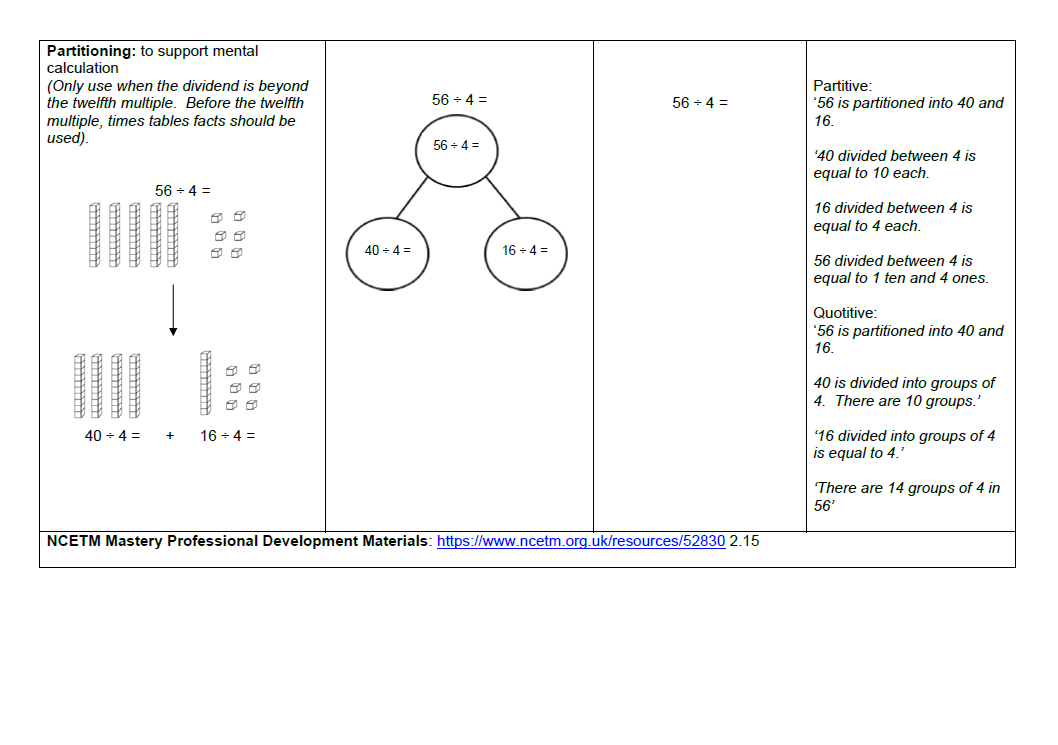 Partitioning: to support mental
calculation
(Only use when the dividend is beyond
the twelfth multiple.  Before the twelfth
multiple, times tables facts should be
used).
56 ÷ 4 =
40 ÷ 4 =
+
16 ÷ 4 =
56 ÷ 4 =
56 ÷ 4 =
40 ÷ 4 =
16 ÷ 4 =
56 ÷ 4 =
Partitive:
‘56 is partitioned into 40 and
16.
‘40 divided between 4 is
equal to 10 each.
16 divided between 4 is
equal to 4 each.
56 divided between 4 is
equal to 1 ten and 4 ones.
Quotitive:
‘56 is partitioned into 40 and
16.
40 is divided into groups of
4.  There are 10 groups.’
‘16 divided into groups of 4
is equal to 4.’
‘There are 14 groups of 4 in
56’
NCETM Mastery Professional Development Materials: https://www.ncetm.org.uk/resources/52830 2.15